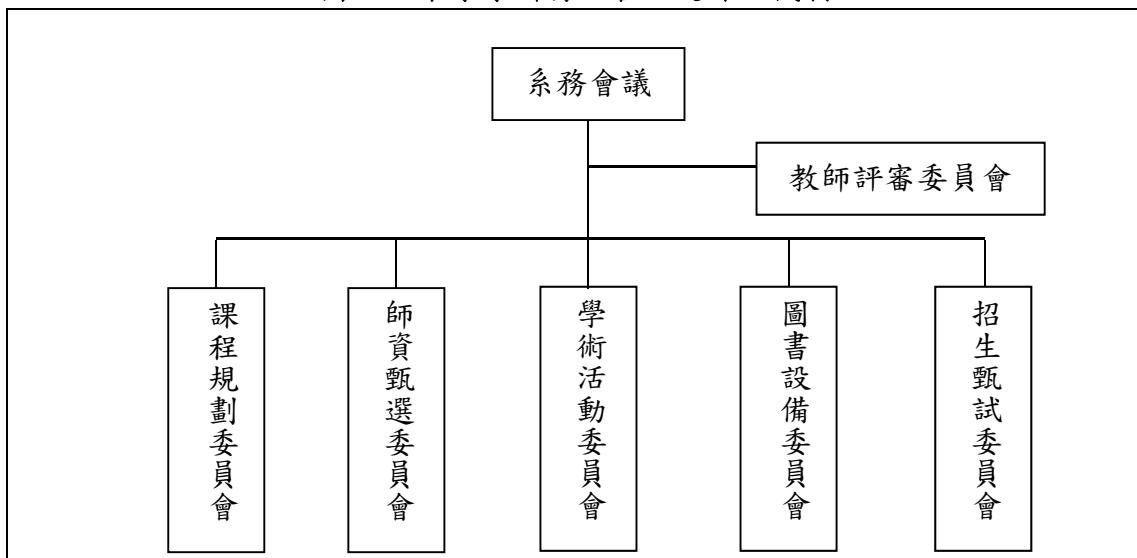 系務會議
教師評審委員會
課程規劃委員會
師資甄選委員會
學術活動委員會
圖書設備委員會
招生甄試委員會